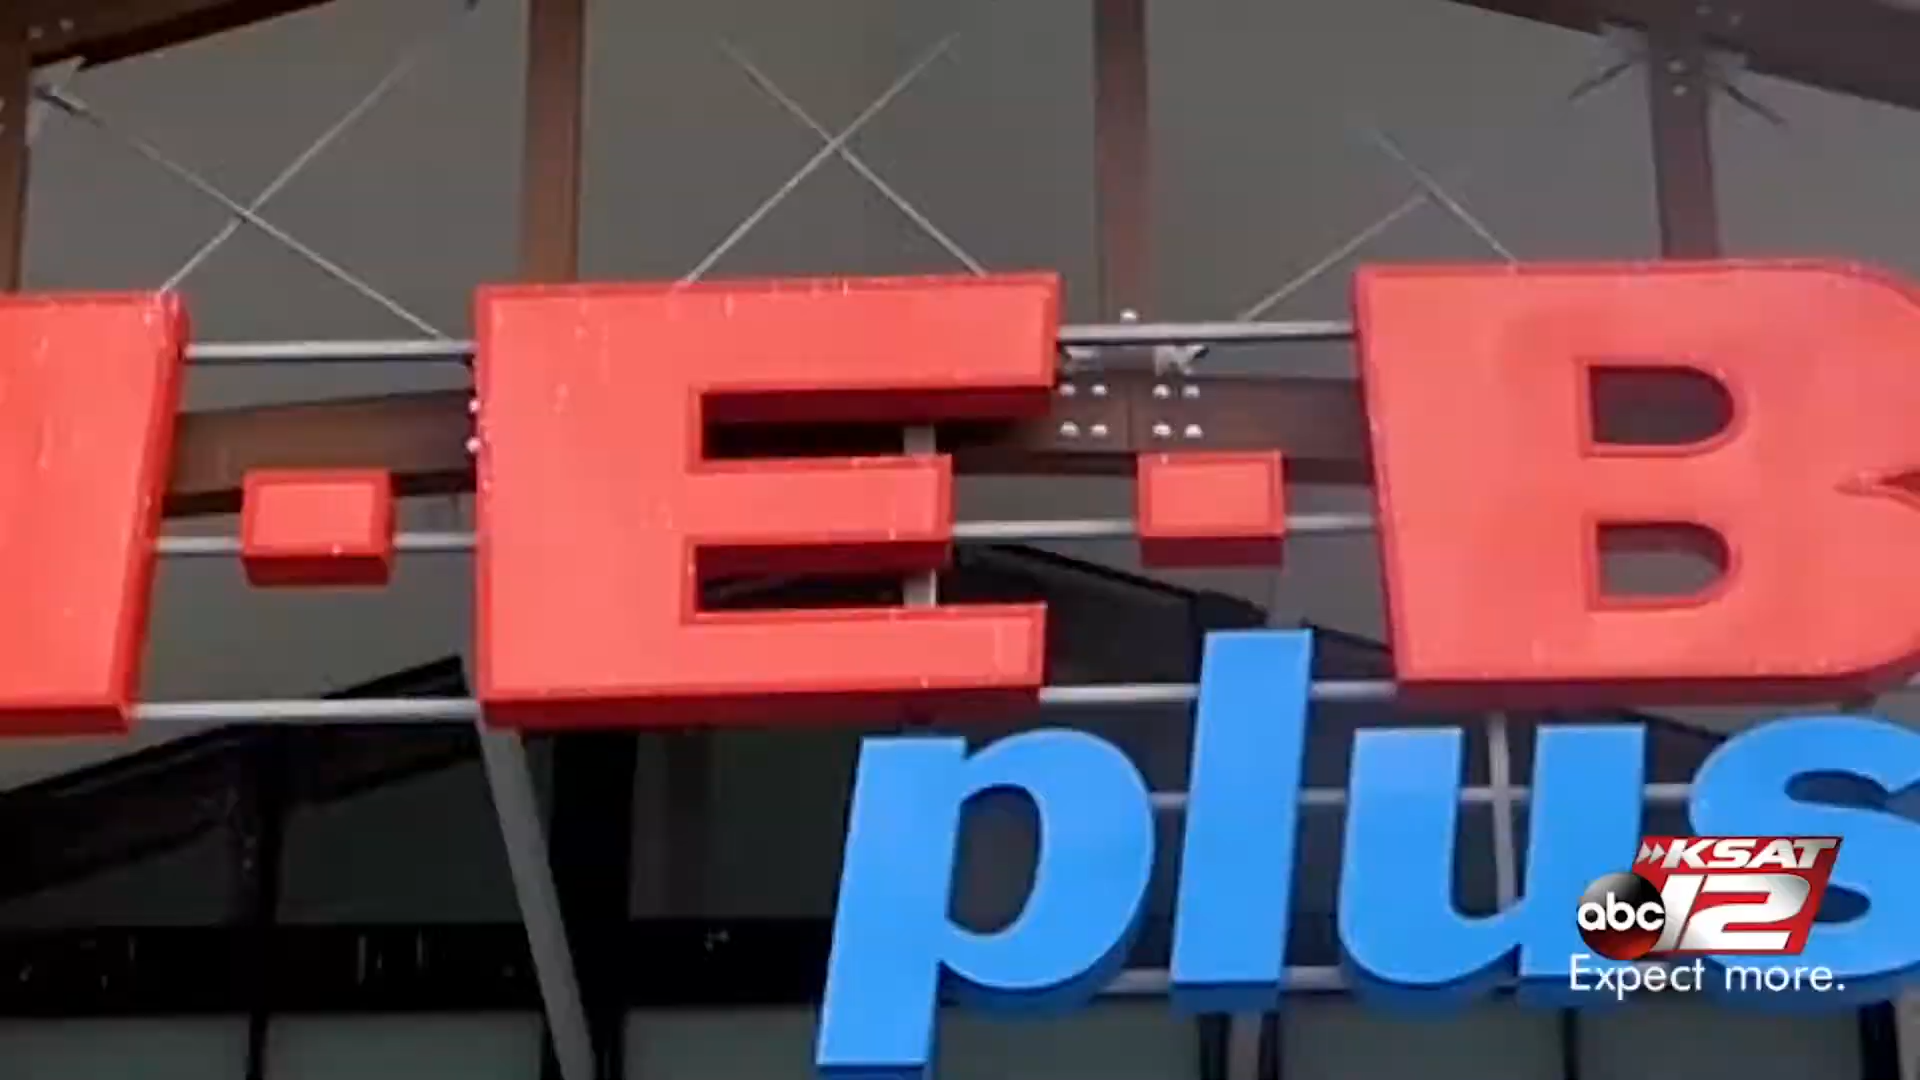 H-E-B
plus
KSAT
abc 12
Expect more.